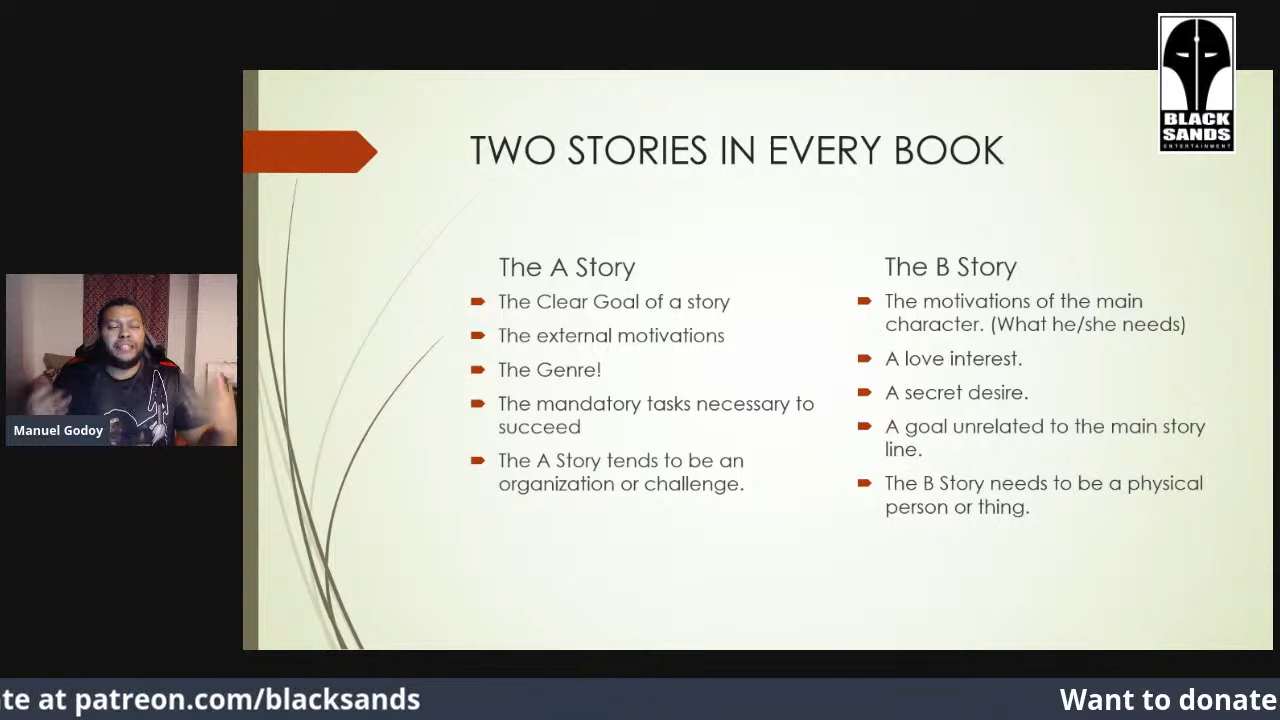 BLACK
SANDS
ENTERTAINMENT
TWO STORIES IN EVERY BOOK
The A Story
The Clear Goal of a story
The external motivations
The Genre!
The mandatory tasks necessary to
succeed
The A Story tends to be an
organization or challenge.
The B Story
The motivations of the main
character. (What he/she needs)
A love interest.
A secret desire.
A goal unrelated to the main story
line.
The B Story needs to be a physical
person or thing.
Manuel Godoy
te at patreon.com/blacksands
Want to donate